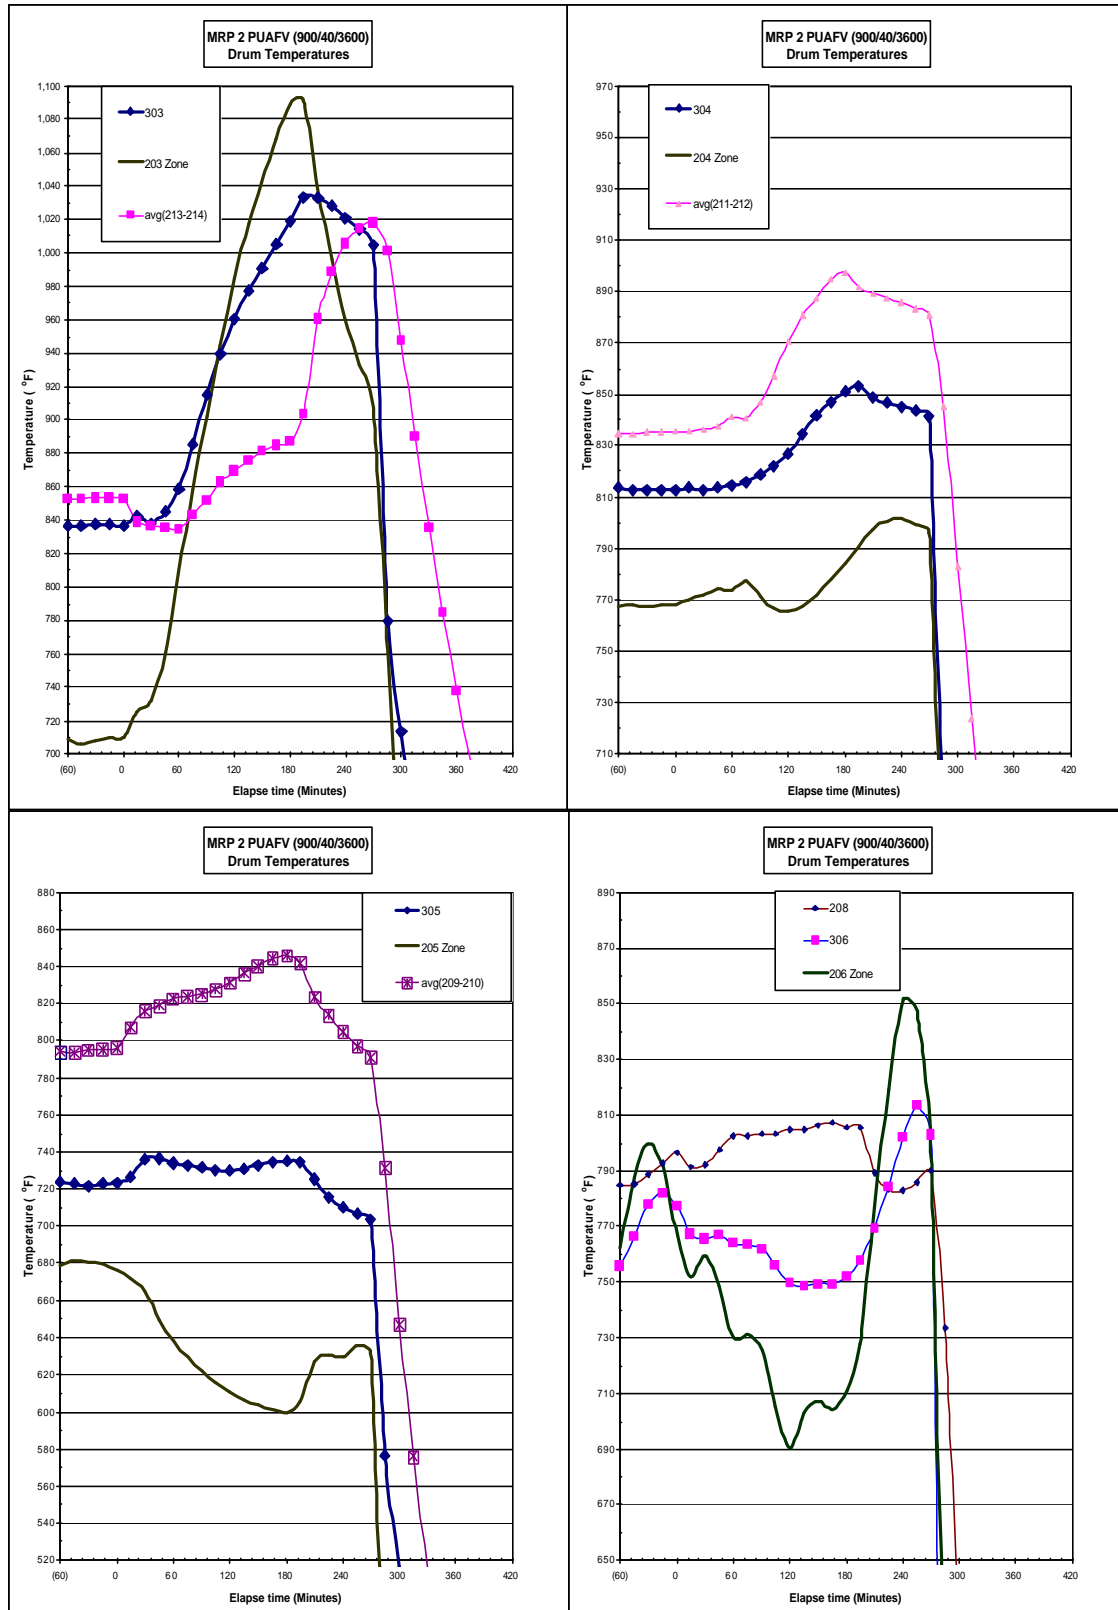 MRP 2 PUAFV (900/40/3600)
Drum Temperatures
303
203 Zone
avg(213-214)
Temperature ( °F)
1,100
1,080
1,060
1,040
1,020
1,000
980
960
940
920
900
880
860
840
820
800
780
760
740
720
700
(60) 0 60 120 180 240 300 360 420
Elapse time (Minutes)
MRP 2 PUAFV (900/40/3600)
Drum Temperatures
304
204 Zone
avg(211-212)
Temperature ( °F)
970
950
930
910
890
870
850
830
810
790
770
750
730
710
(60) 0 60 120 180 240 300 360 420
Elapse time (Minutes)
MRP 2 PUAFV (900/40/3600)
Drum Temperatures
305
205 Zone
avg(209-210)
Temperature ( °F)
880
860
840
820
800
780
760
740
720
700
680
660
640
620
600
580
560
540
520
(60) 0 60 120 180 240 300 360 420
Elapse time (Minutes)
MRP 2 PUAFV (900/40/3600)
Drum Temperatures
208
306
206 Zone
Temperature ( °F)
890
870
850
830
810
790
770
750
730
710
690
670
650
(60) 0 60 120 180 240 300 360 420
Elapse time (Minutes)